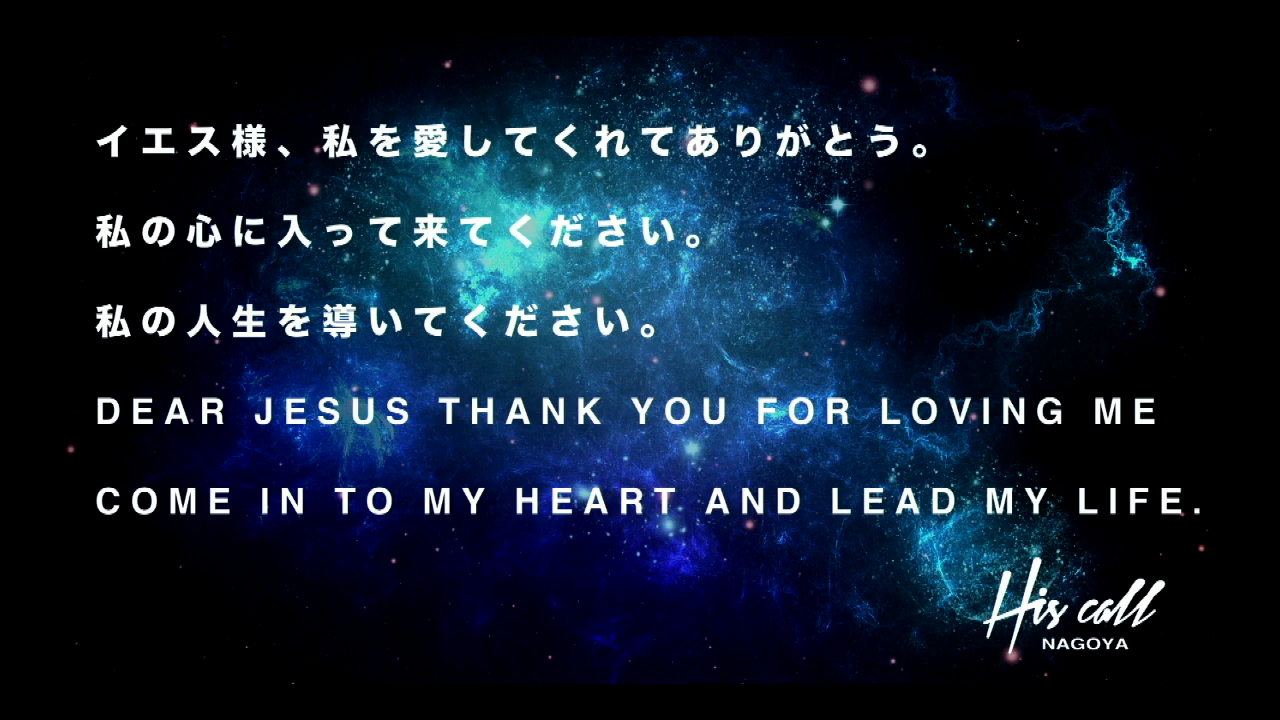 イエス様、私を愛してくれてありがとう。
私の心に入って来てください。
私の人生を導いてください。
DEAR JESUS THANK YOU FOR LOVING ME
COME IN TO MY HEART AND LEAD MY LIFE.
His call
NAGOYA